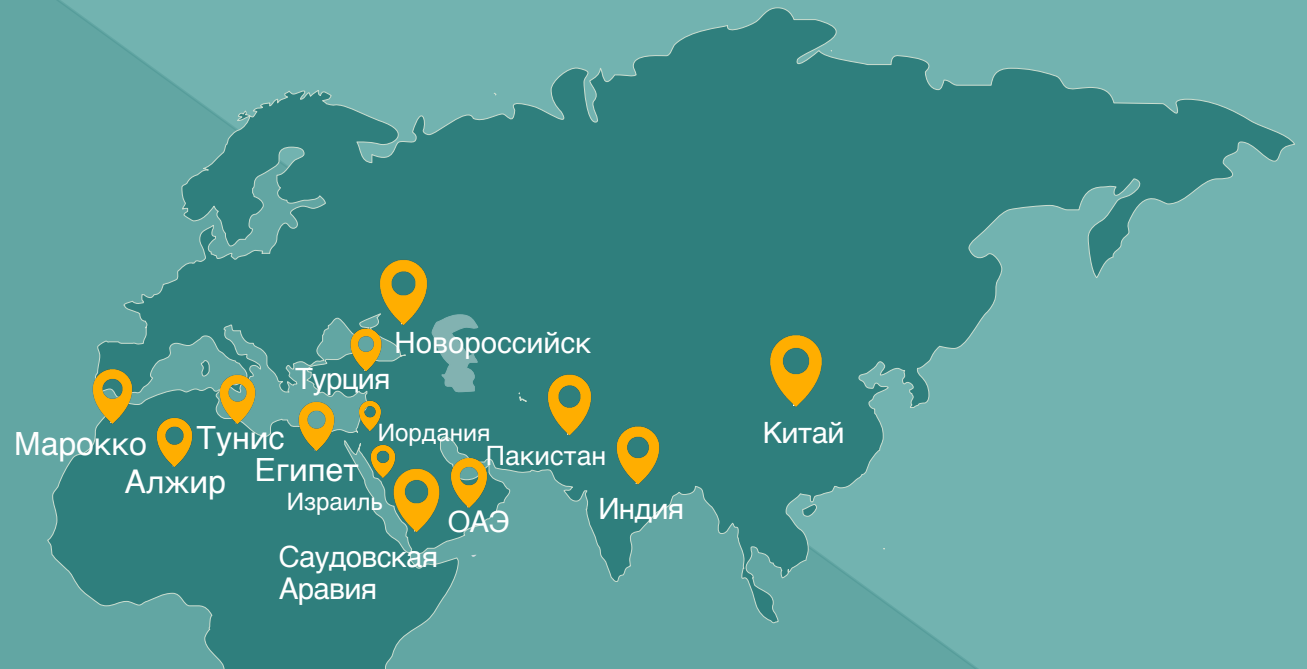 Новороссийск
Турция
Китай
Марокко
Тунис
Иордания
Пакистан
Алжир
Египет
Израиль
Индия
ОАЭ
Саудовская
Аравия